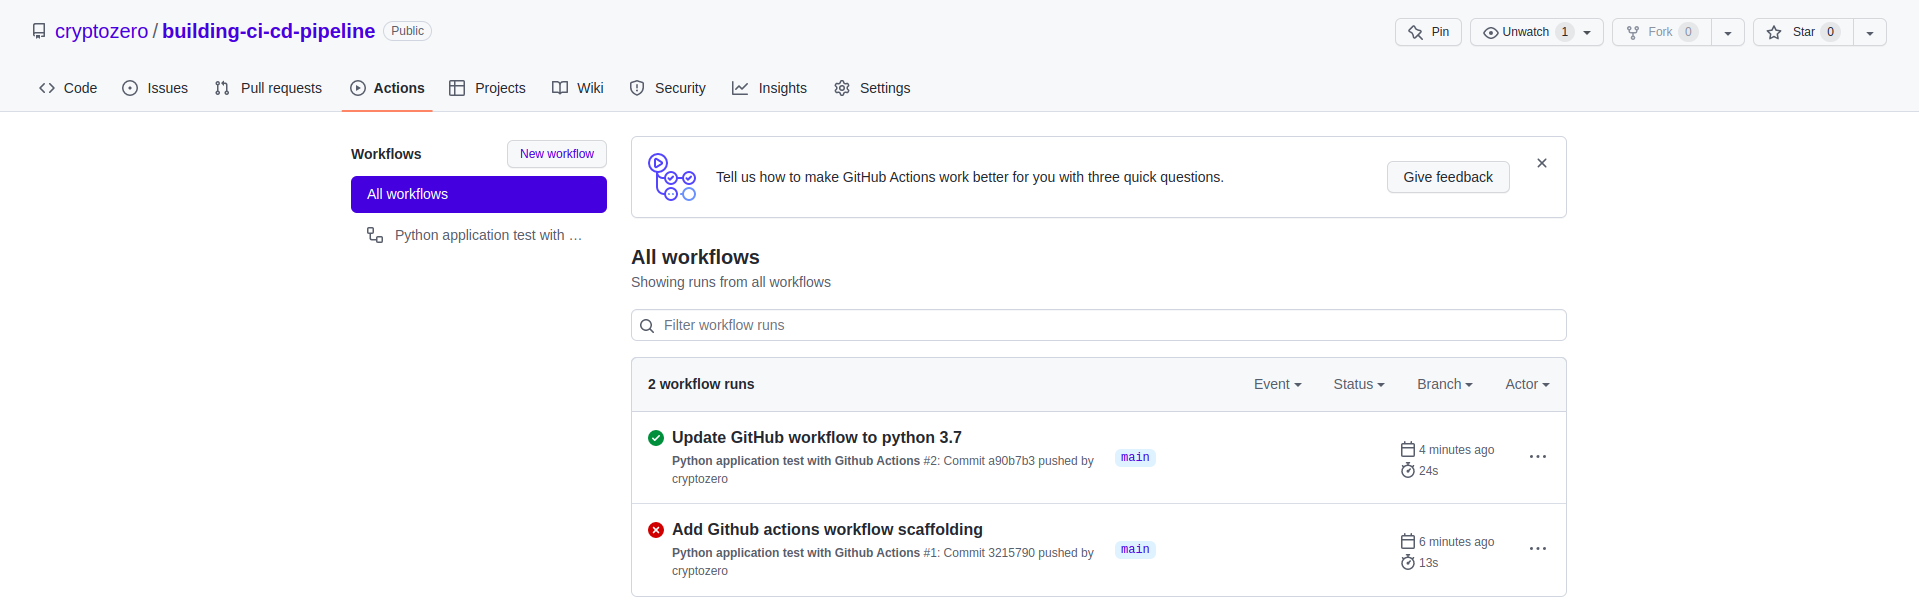 cryptozero / building-ci-cd-pipeline Public
Pin Unwatch 1 Fork 0 Star 0
Code Issues Pull requests Actions Projects Wiki Security Insights Settings
Workflows New workflow
All workflows
Python application test with …
Tell us how to make GitHub Actions work better for you with three quick questions. Give feedback
All workflows
Showing runs from all workflows
Filter workflow runs
2 workflow runs Event Status Branch Actor
Update GitHub workflow to python 3.7
Python application test with Github Actions #2: Commit a90b7b3 pushed by
cryptozero
main
4 minutes ago
24s
Add Github actions workflow scaffolding
Python application test with Github Actions #1: Commit 3215790 pushed by
cryptozero
main
6 minutes ago
13s